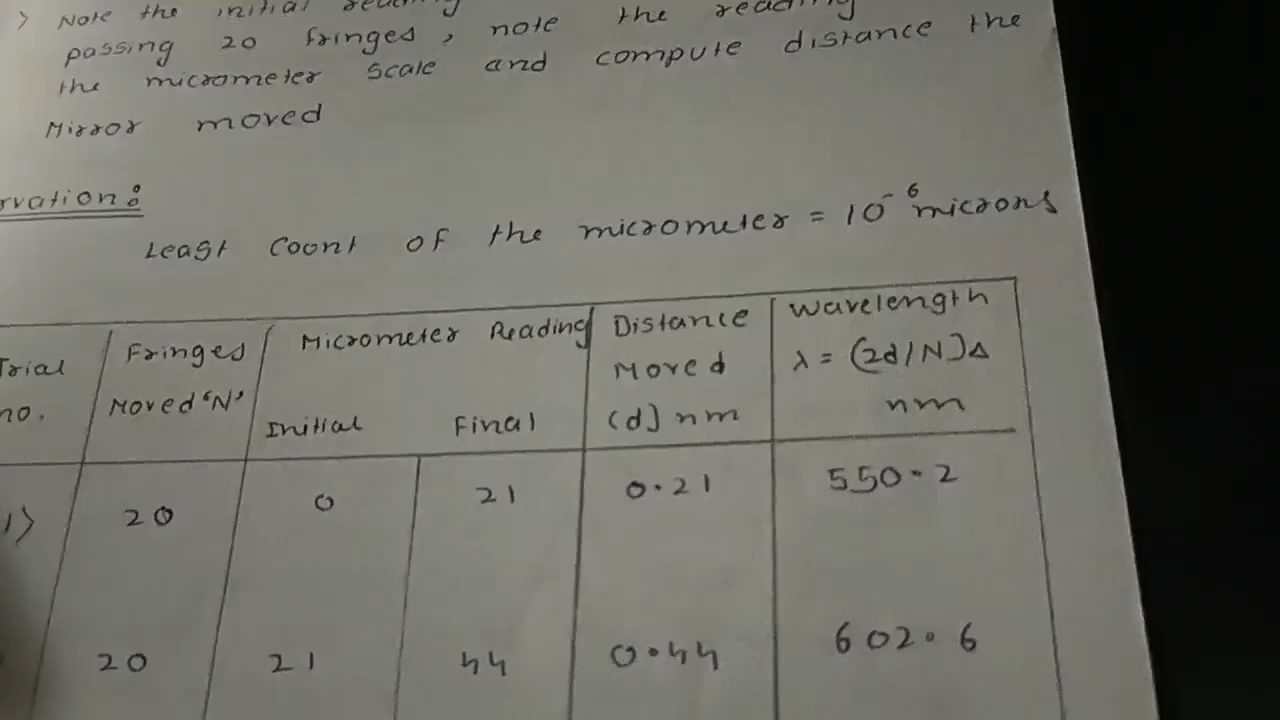 > Note the initial
passing 20 fringes, note the reading
the micrometer scale and compute distance the
Mirror moved
rvation:
Least Count of the micrometer = 10⁻⁶ microns
Trial no. Fringes Moved 'N' Micrometer Reading Initial Final Distance Moved (d) nm Wavelength λ = (2d/N)Δ nm
1) 20 0 21 0.21 550.2
20 21 44 0.44 602.6